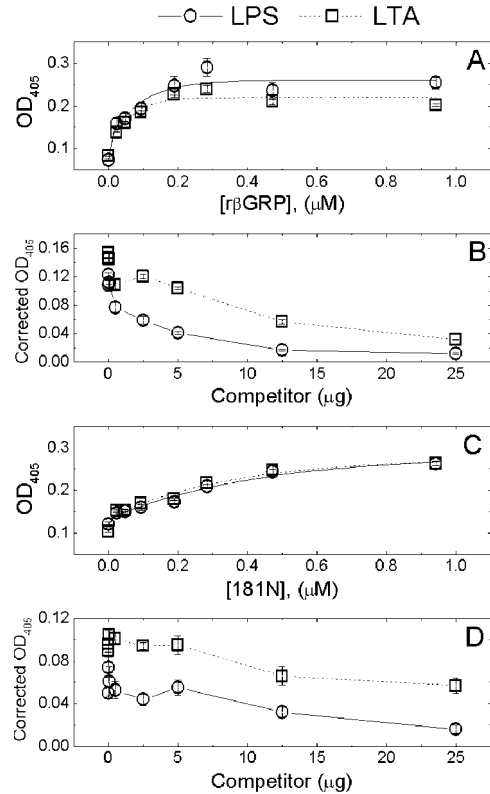 LPS LTA
A
OD405
0.3
0.2
0.1
0.0 0.2 0.4 0.6 0.8 1.0
[rβGRP], (μM)
B
Corrected OD405
0.16
0.12
0.08
0.04
0.00
0 5 10 15 20 25
Competitor (μg)
C
OD405
0.3
0.2
0.1
0.0 0.2 0.4 0.6 0.8 1.0
[181N], (μM)
D
Corrected OD405
0.12
0.08
0.04
0.00
0 5 10 15 20 25
Competitor (μg)